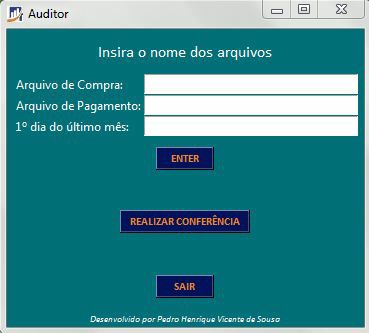 Auditor
Insira o nome dos arquivos
Arquivo de Compra:
Arquivo de Pagamento:
1º dia do último mês:
ENTER
REALIZAR CONFERÊNCIA
SAIR
Desenvolvido por Pedro Henrique Vicente de Sousa